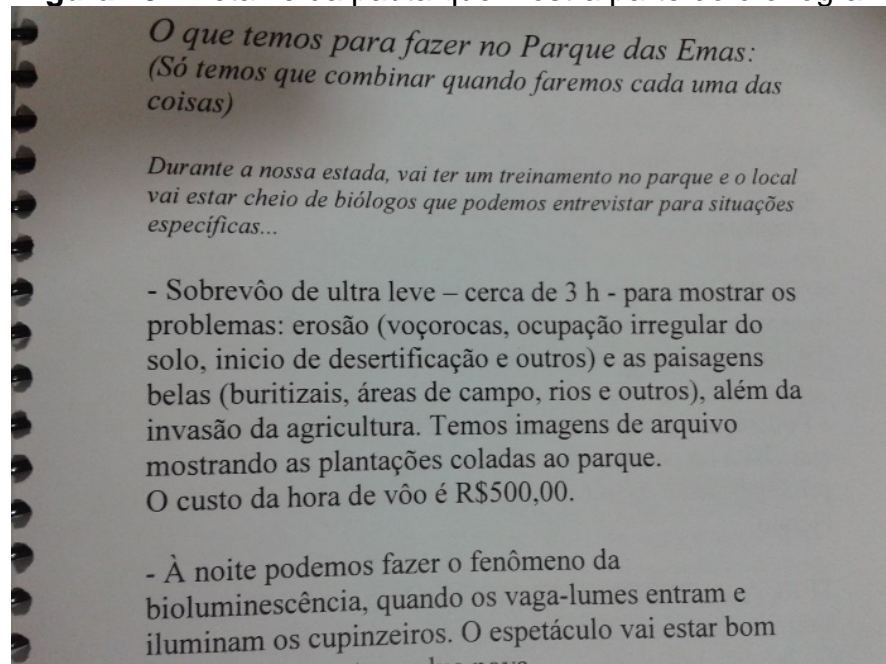 O que temos para fazer no Parque das Emas:
(Só temos que combinar quando faremos cada uma das
coisas)
Durante a nossa estada, vai ter um treinamento no parque e o local
vai estar cheio de biólogos que podemos entrevistar para situações
específicas...
- Sobrevôo de ultra leve – cerca de 3 h - para mostrar os
problemas: erosão (voçorocas, ocupação irregular do
solo, inicio de desertificação e outros) e as paisagens
belas (buritizais, áreas de campo, rios e outros), além da
invasão da agricultura. Temos imagens de arquivo
mostrando as plantações coladas ao parque.
O custo da hora de vôo é R$500,00.
- À noite podemos fazer o fenômeno da
bioluminescência, quando os vaga-lumes entram e
iluminam os cupinzeiros. O espetáculo vai estar bom